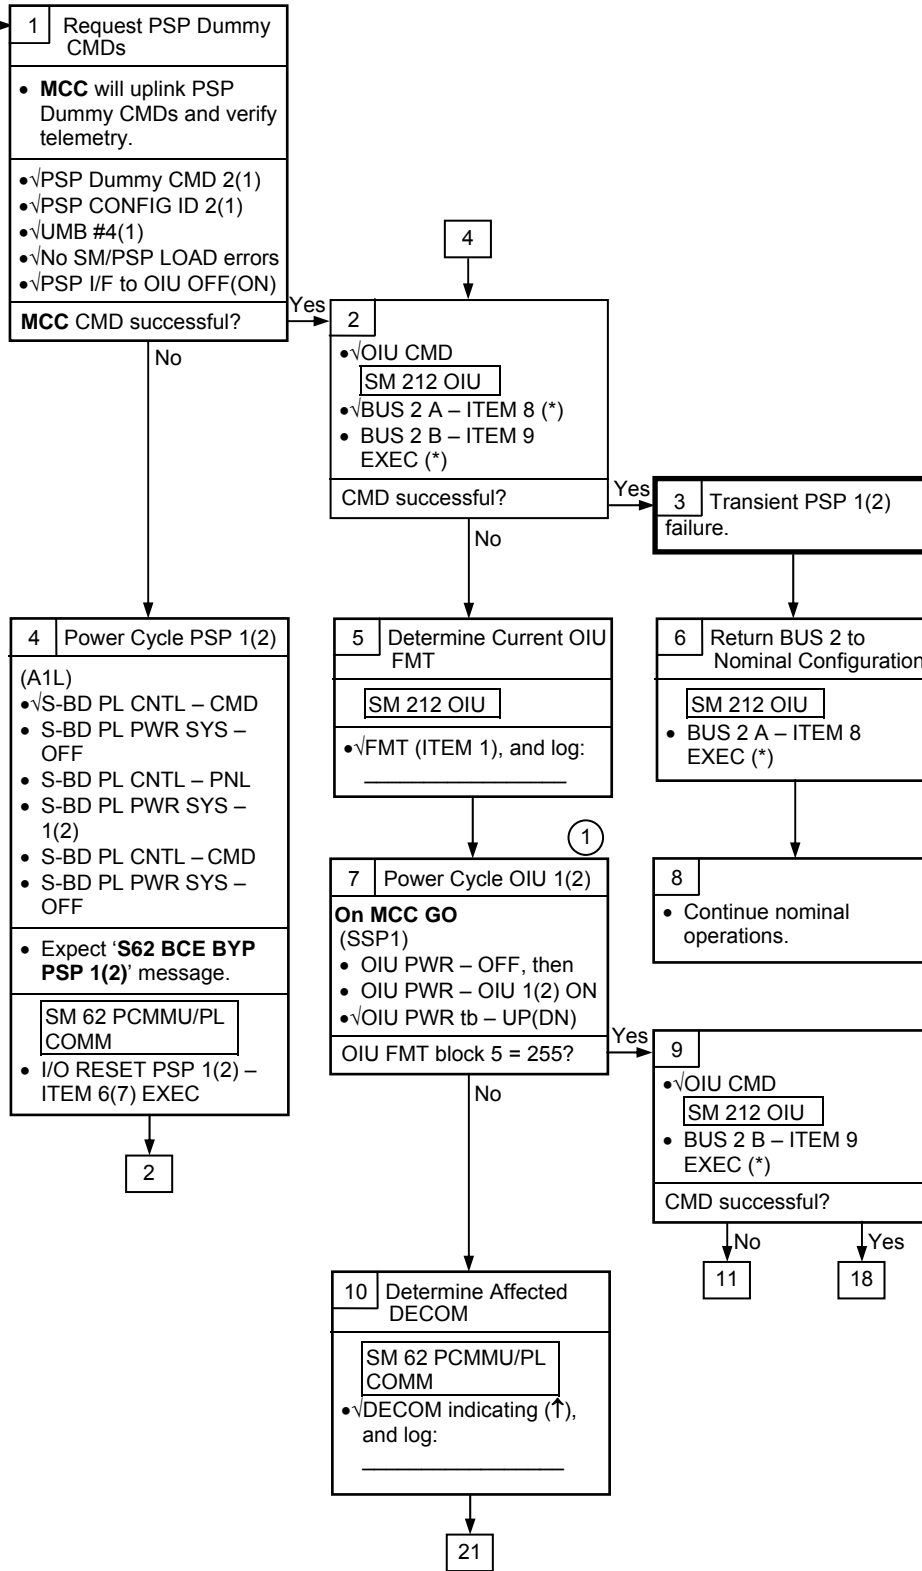 1 Request PSP Dummy
CMDs
• MCC will uplink PSP
Dummy CMDs and verify
telemetry.
•√PSP Dummy CMD 2(1)
•√PSP CONFIG ID 2(1)
•√UMB #4(1)
•√No SM/PSP LOAD errors
•√PSP I/F to OIU OFF(ON)
MCC CMD successful?
Yes
No
4
2
•√OIU CMD
SM 212 OIU
•√BUS 2 A – ITEM 8 (*)
• BUS 2 B – ITEM 9
EXEC (*)
CMD successful?
Yes
No
3 Transient PSP 1(2)
failure.
4 Power Cycle PSP 1(2)
(A1L)
•√S-BD PL CNTL – CMD
• S-BD PL PWR SYS –
OFF
• S-BD PL CNTL – PNL
• S-BD PL PWR SYS –
1(2)
• S-BD PL CNTL – CMD
• S-BD PL PWR SYS –
OFF
• Expect ‘S62 BCE BYP
PSP 1(2)’ message.
SM 62 PCMMU/PL
COMM
• I/O RESET PSP 1(2) –
ITEM 6(7) EXEC
2
5 Determine Current OIU
FMT
SM 212 OIU
•√FMT (ITEM 1), and log:
6 Return BUS 2 to
Nominal Configuration
SM 212 OIU
• BUS 2 A – ITEM 8
EXEC (*)
1
7 Power Cycle OIU 1(2)
On MCC GO
(SSP1)
• OIU PWR – OFF, then
• OIU PWR – OIU 1(2) ON
•√OIU PWR tb – UP(DN)
OIU FMT block 5 = 255?
Yes
No
8
• Continue nominal
operations.
9
•√OIU CMD
SM 212 OIU
• BUS 2 B – ITEM 9
EXEC (*)
CMD successful?
No
Yes
11
18
10 Determine Affected
DECOM
SM 62 PCMMU/PL
COMM
•√DECOM indicating (↑),
and log:
21